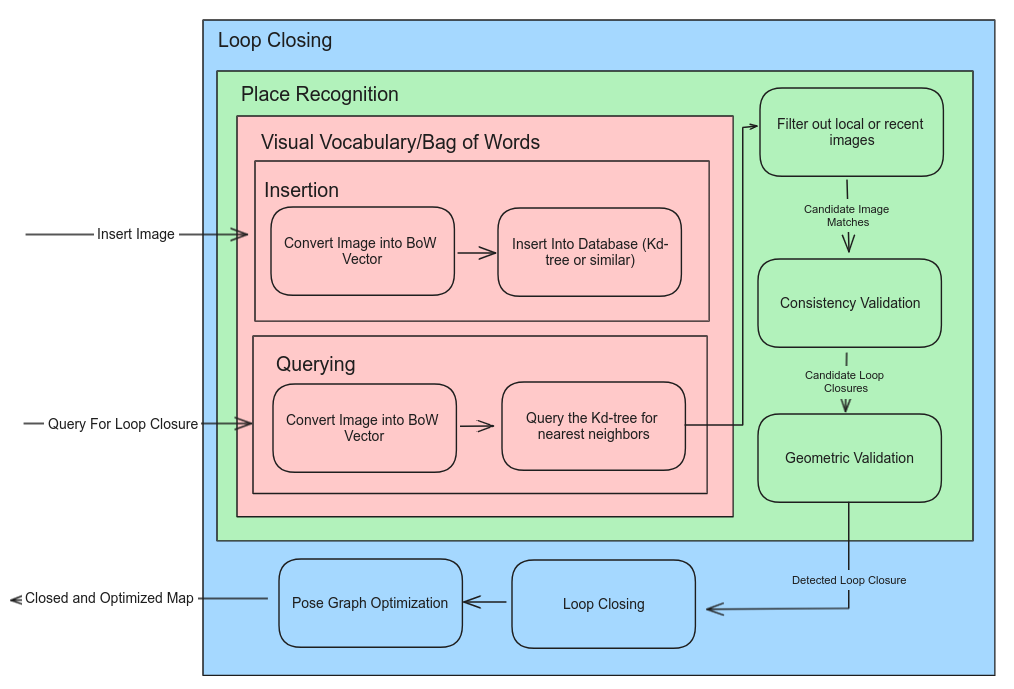 Loop Closing
Place Recognition
Visual Vocabulary/Bag of Words
Insertion
Insert Image
Convert Image into BoW
Vector
Insert Into Database (Kd-
tree or similar)
Querying
Query For Loop Closure
Convert Image into BoW
Vector
Query the Kd-tree for
nearest neighbors
Filter out local or recent
images
Candidate Image
Matches
Consistency Validation
Candidate Loop
Closures
Geometric Validation
Detected Loop Closure
Loop Closing
Pose Graph Optimization
Closed and Optimized Map